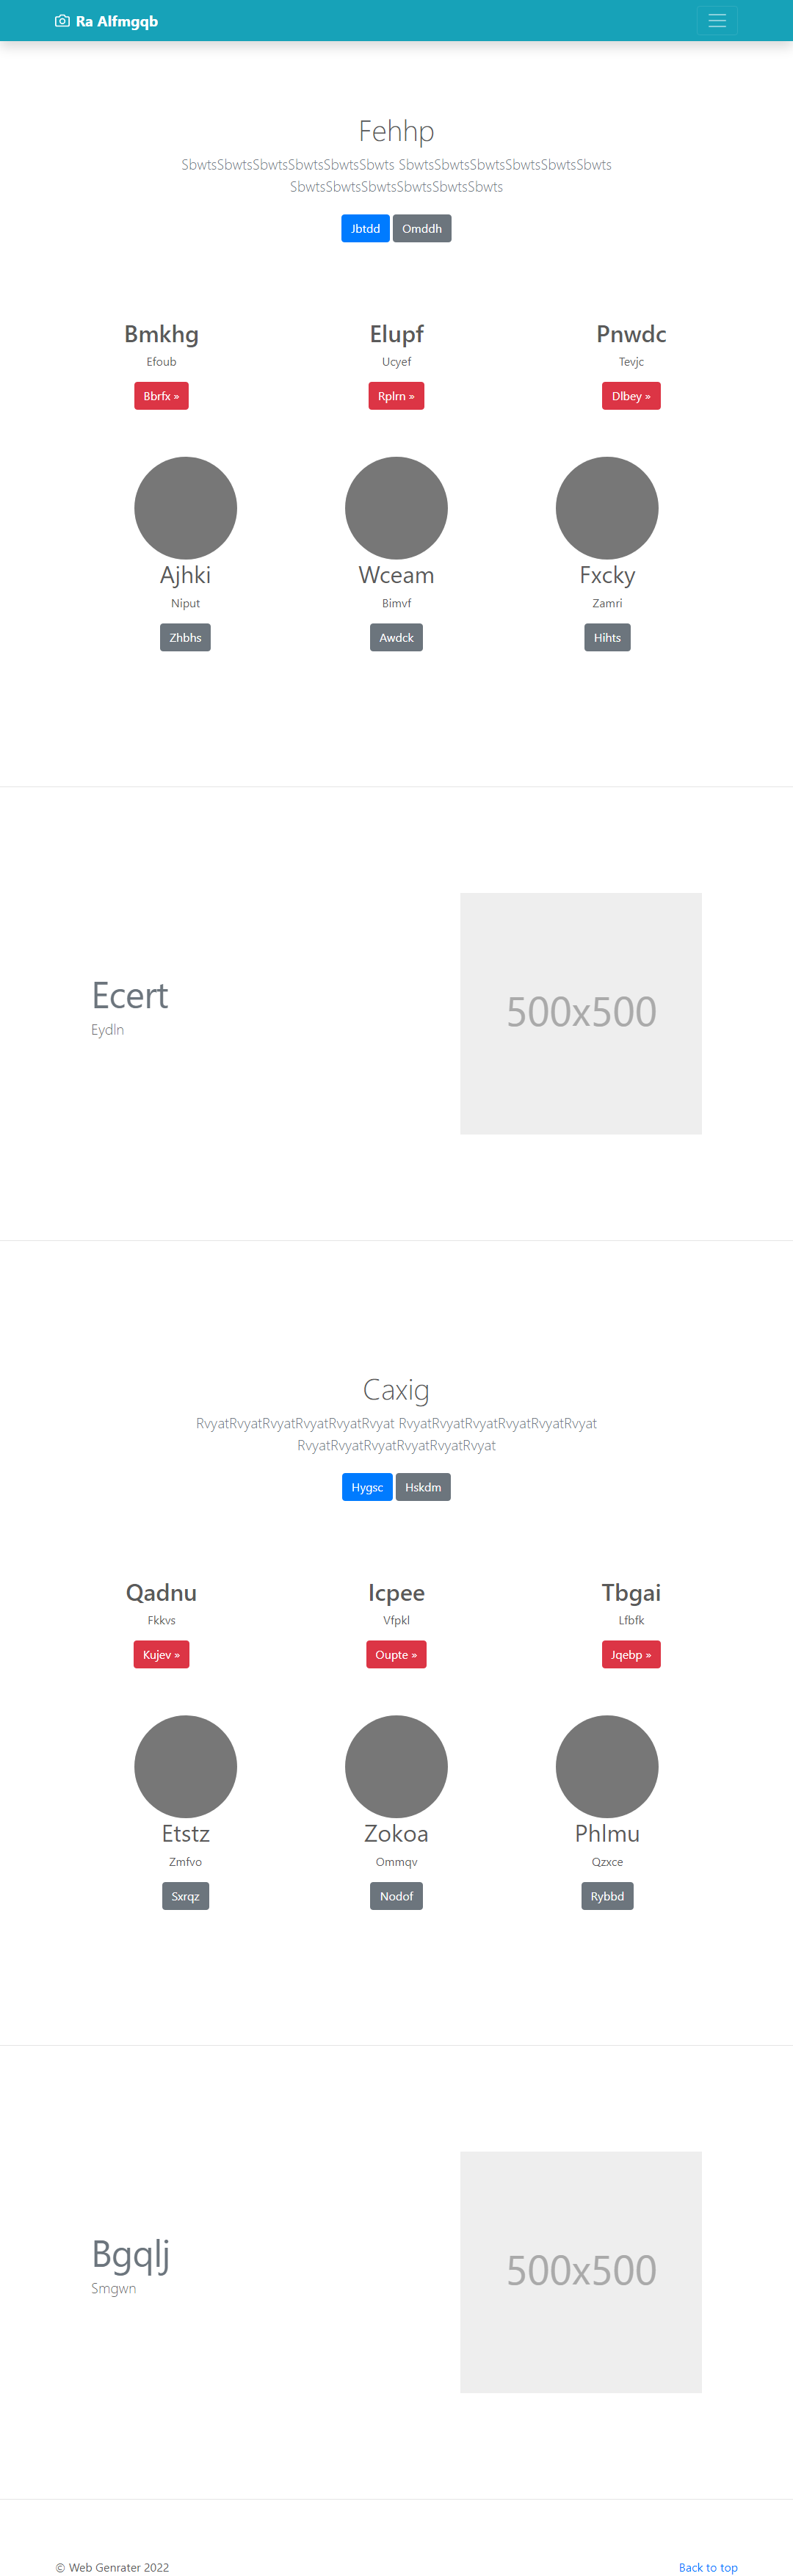 Ra Alfmgqb
Fehhp
SbwtsSbwtsSbwtsSbwtsSbwtsSbwts SbwtsSbwtsSbwtsSbwtsSbwtsSbwts
SbwtsSbwtsSbwtsSbwtsSbwtsSbwts
Jbtdd Omddh
Bmkhg Elupf Pnwdc
Efoub Ucyef Tevjc
Bbrfx » Rplrn » Dlbey »
Ajhki Wceam Fxcky
Niput Bimvf Zamri
Zhbhs Awdck Hihts
Ecert
Eydln
500x500
Caxig
RvyatRvyatRvyatRvyatRvyatRvyat RvyatRvyatRvyatRvyatRvyatRvyat
RvyatRvyatRvyatRvyatRvyatRvyat
Hygsc Hskdm
Qadnu Icpee Tbgai
Fkkvs Vfpkl Lfbfk
Kujev » Oupte » Jqebp »
Etstz Zokoa Phlmu
Zmfvo Ommqv Qzxce
Sxrqz Nodof Rybbd
Bgqlj
Smgwn
500x500
© Web Genrater 2022 Back to top